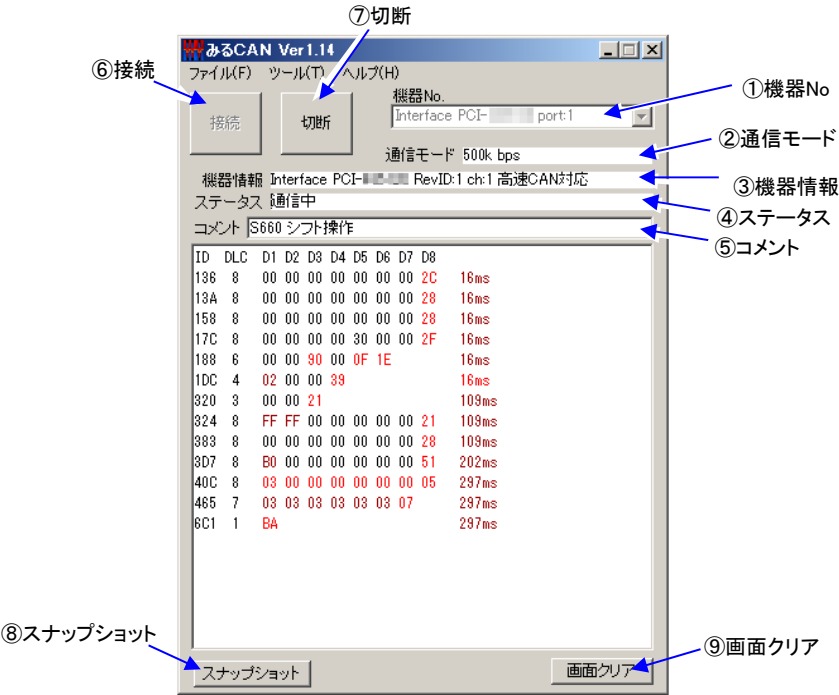 ⑦切断
みるCAN Ver1.14
⑥接続
ファイル(F) ツール(T) ヘルプ(H)
機器No.
①機器No
接続
切断
Interface PCI- port:1
②通信モード
通信モード 500k bps
機器情報 Interface PCI- RevID:1 ch:1 高速CAN対応
③機器情報
ステータス 通信中
④ステータス
コメント S660 シフト操作
⑤コメント
ID DLC D1 D2 D3 D4 D5 D6 D7 D8
136 8 00 00 00 00 00 00 00 2C 16ms
13A 8 00 00 00 00 00 00 00 28 16ms
158 8 00 00 00 00 00 00 00 28 16ms
17C 8 00 00 00 00 30 00 00 2F 16ms
188 6 00 00 90 00 0F 1E 16ms
1DC 4 02 00 00 39 16ms
320 3 00 00 21 109ms
324 8 FF FF 00 00 00 00 00 21 109ms
383 8 00 00 00 00 00 00 00 28 109ms
3D7 8 B0 00 00 00 00 00 00 51 202ms
40C 8 03 00 00 00 00 00 00 05 297ms
465 7 03 03 03 03 03 03 07 297ms
6C1 1 BA 297ms
⑧スナップショット
⑨画面クリア
スナップショット
画面クリア